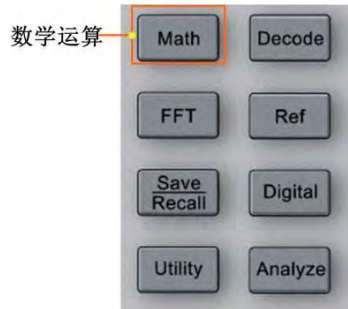 数学运算
Math
Decode
FFT
Ref
Save
Recall
Digital
Utility
Analyze